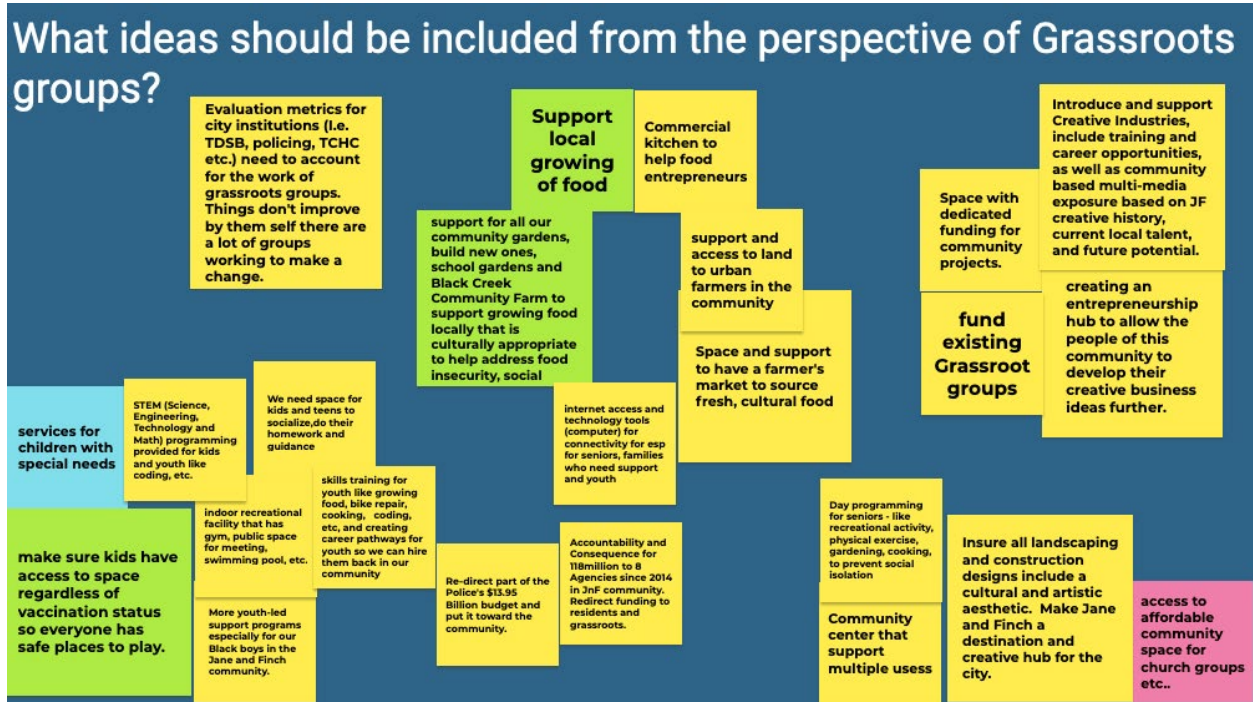 What ideas should be included from the perspective of Grassroots
groups?
Evaluation metrics for
city institutions (I.e.
TDSB, policing, TCHC
etc.) need to account
for the work of
grassroots groups.
Things don't improve
by them self there are
a lot of groups
working to make a
change.
Support
local
growing
of food
Commercial
kitchen to
help food
entrepreneurs
support for all our
community gardens,
build new ones,
school gardens and
Black Creek
Community Farm to
support growing food
locally that is
culturally appropriate
to help address food
insecurity, social
support and
access to land
to urban
farmers in the
community
Space and support
to have a farmer's
market to source
fresh, cultural food
Space with
dedicated
funding for
community
projects.
Introduce and support
Creative Industries,
include training and
career opportunities,
as well as community
based multi-media
exposure based on JF
creative history,
current local talent,
and future potential.
fund
existing
Grassroot
groups
creating an
entrepreneurship
hub to allow the
people of this
community to
develop their
creative business
ideas further.
services for
children with
special needs
STEM (Science,
Engineering,
Technology and
Math) programming
provided for kids
and youth like
coding, etc.
We need space for
kids and teens to
socialize,do their
homework and
guidance
indoor recreational
facility that has
gym, public space
for meeting,
swimming pool, etc.
skills training for
youth like growing
food, bike repair,
cooking, coding,
etc, and creating
career pathways for
youth so we can hire
them back in our
community
internet access and
technology tools
(computer) for
connectivity for esp
for seniors, families
who need support
and youth
make sure kids have
access to space
regardless of
vaccination status
so everyone has
safe places to play.
More youth-led
support programs
especially for our
Black boys in the
Jane and Finch
community.
Re-direct part of the
Police's $13.95
Billion budget and
put it toward the
community.
Accountability and
Consequence for
118million to 8
Agencies since 2014
in JnF community.
Redirect funding to
residents and
grassroots.
Day programming
for seniors - like
recreational activity,
physical exercise,
gardening, cooking,
to prevent social
isolation
Community
center that
support
multiple usess
Insure all landscaping
and construction
designs include a
cultural and artistic
aesthetic. Make Jane
and Finch a
destination and
creative hub for the
city.
access to
affordable
community
space for
church groups
etc..